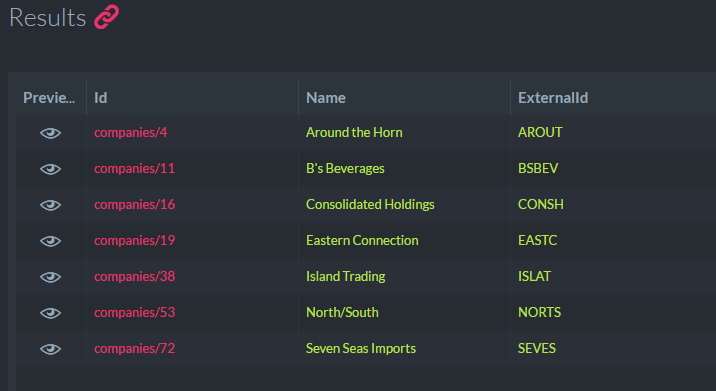 Results
Previe... Id Name ExternalId
companies/4 Around the Horn AROUT
companies/11 B's Beverages BSBEV
companies/16 Consolidated Holdings CONSH
companies/19 Eastern Connection EASTC
companies/38 Island Trading ISLAT
companies/53 North/South NORTS
companies/72 Seven Seas Imports SEVES